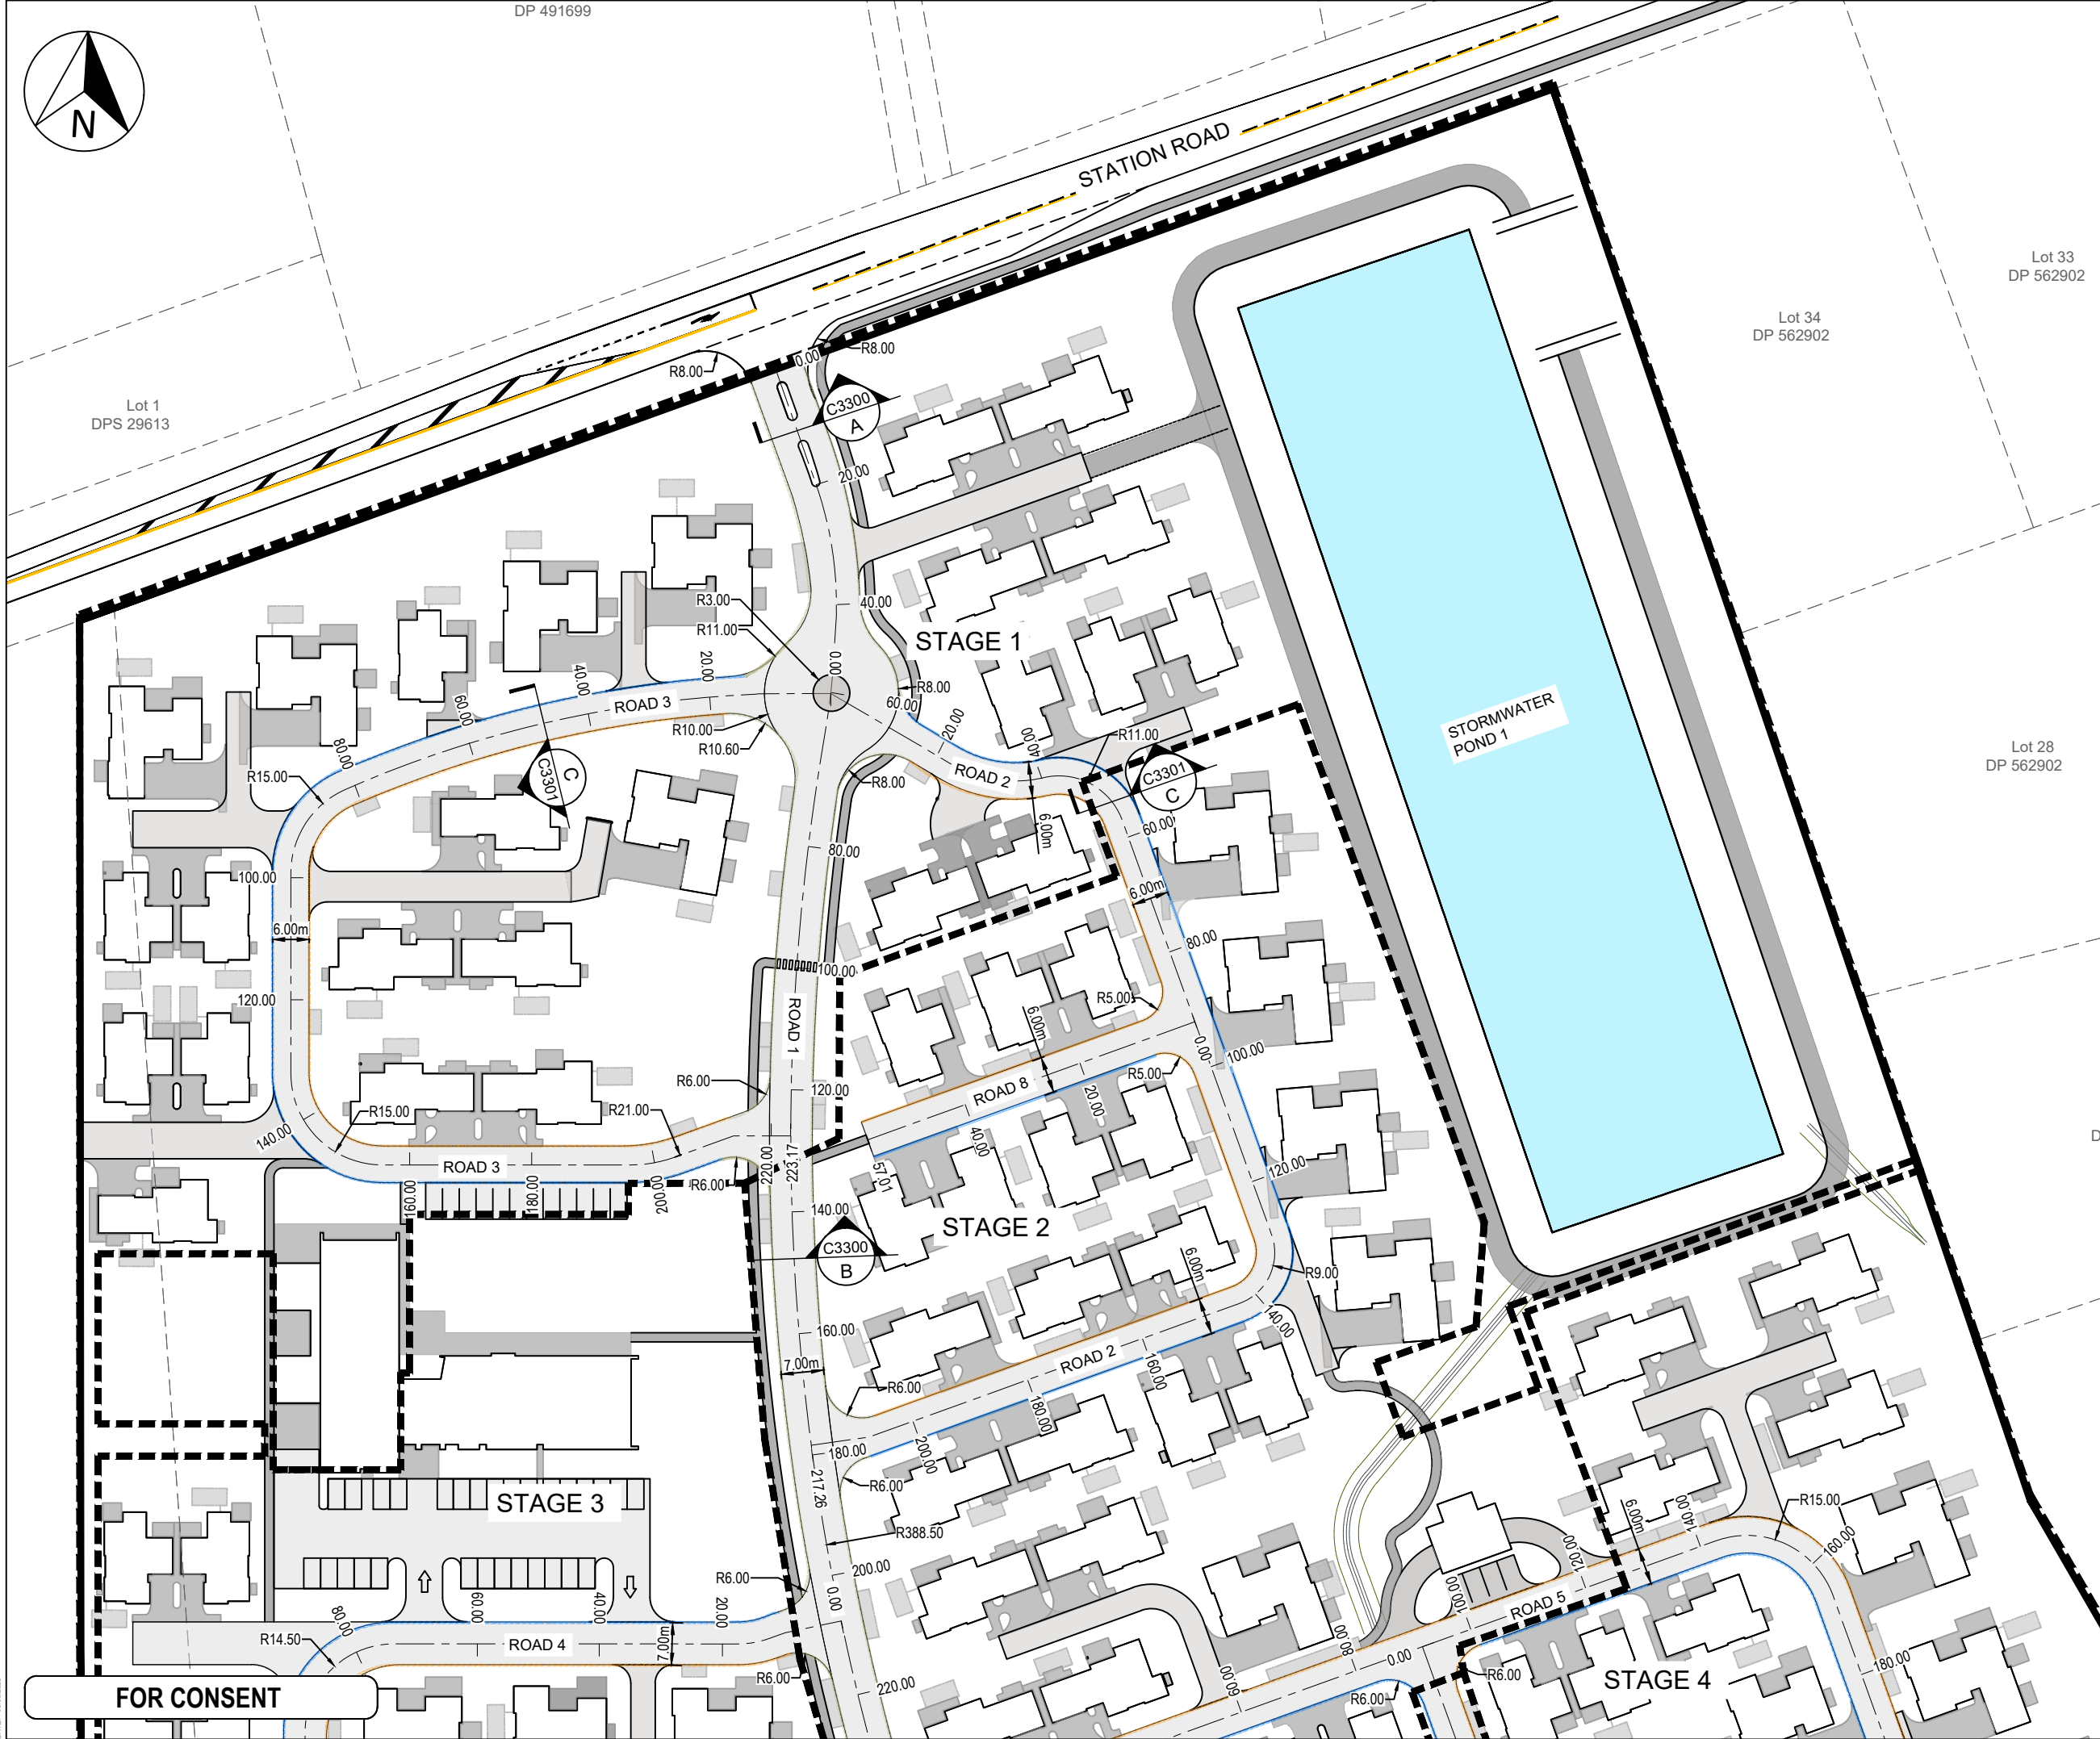 DP 491699
N
STATION ROAD
Lot 33
DP 562902
Lot 34
DP 562902
Lot 1
DPS 29613
R8.00
0.00
R8.00
C3300
A
20.00
R3.00
40.00
R11.00
STAGE 1
0.00
20.00
40.00
60.00
80.00
ROAD 3
R8.00
60.00
20.00
40.00
R10.00
R10.60
R11.00
STORMWATER
POND 1
Lot 28
DP 562902
R15.00
C
C3301
R8.00
ROAD 2
C3301
C
60.00
6.00m
80.00
100.00
6.00m
6.00m
80.00
100.00
120.00
ROAD 1
R5.00
6.00m
0.00
100.00
R6.00
120.00
R5.00
ROAD 8
20.00
40.00
57.01
R15.00
R21.00
140.00
ROAD 3
160.00
180.00
200.00
R6.00
220.00
223.17
120.00
140.00
STAGE 2
C3300
B
R9.00
6.00m
140.00
160.00
7.00m
ROAD 2
160.00
180.00
200.00
R6.00
180.00
217.26
R6.00
STAGE 3
R388.50
R15.00
6.00m
140.00
160.00
120.00
100.00
R6.00
200.00
0.00
20.00
40.00
60.00
80.00
7.00m
ROAD 4
R14.50
ROAD 5
80.00
0.00
60.00
R6.00
R6.00
R6.00
STAGE 4
180.00
220.00
FOR CONSENT
D